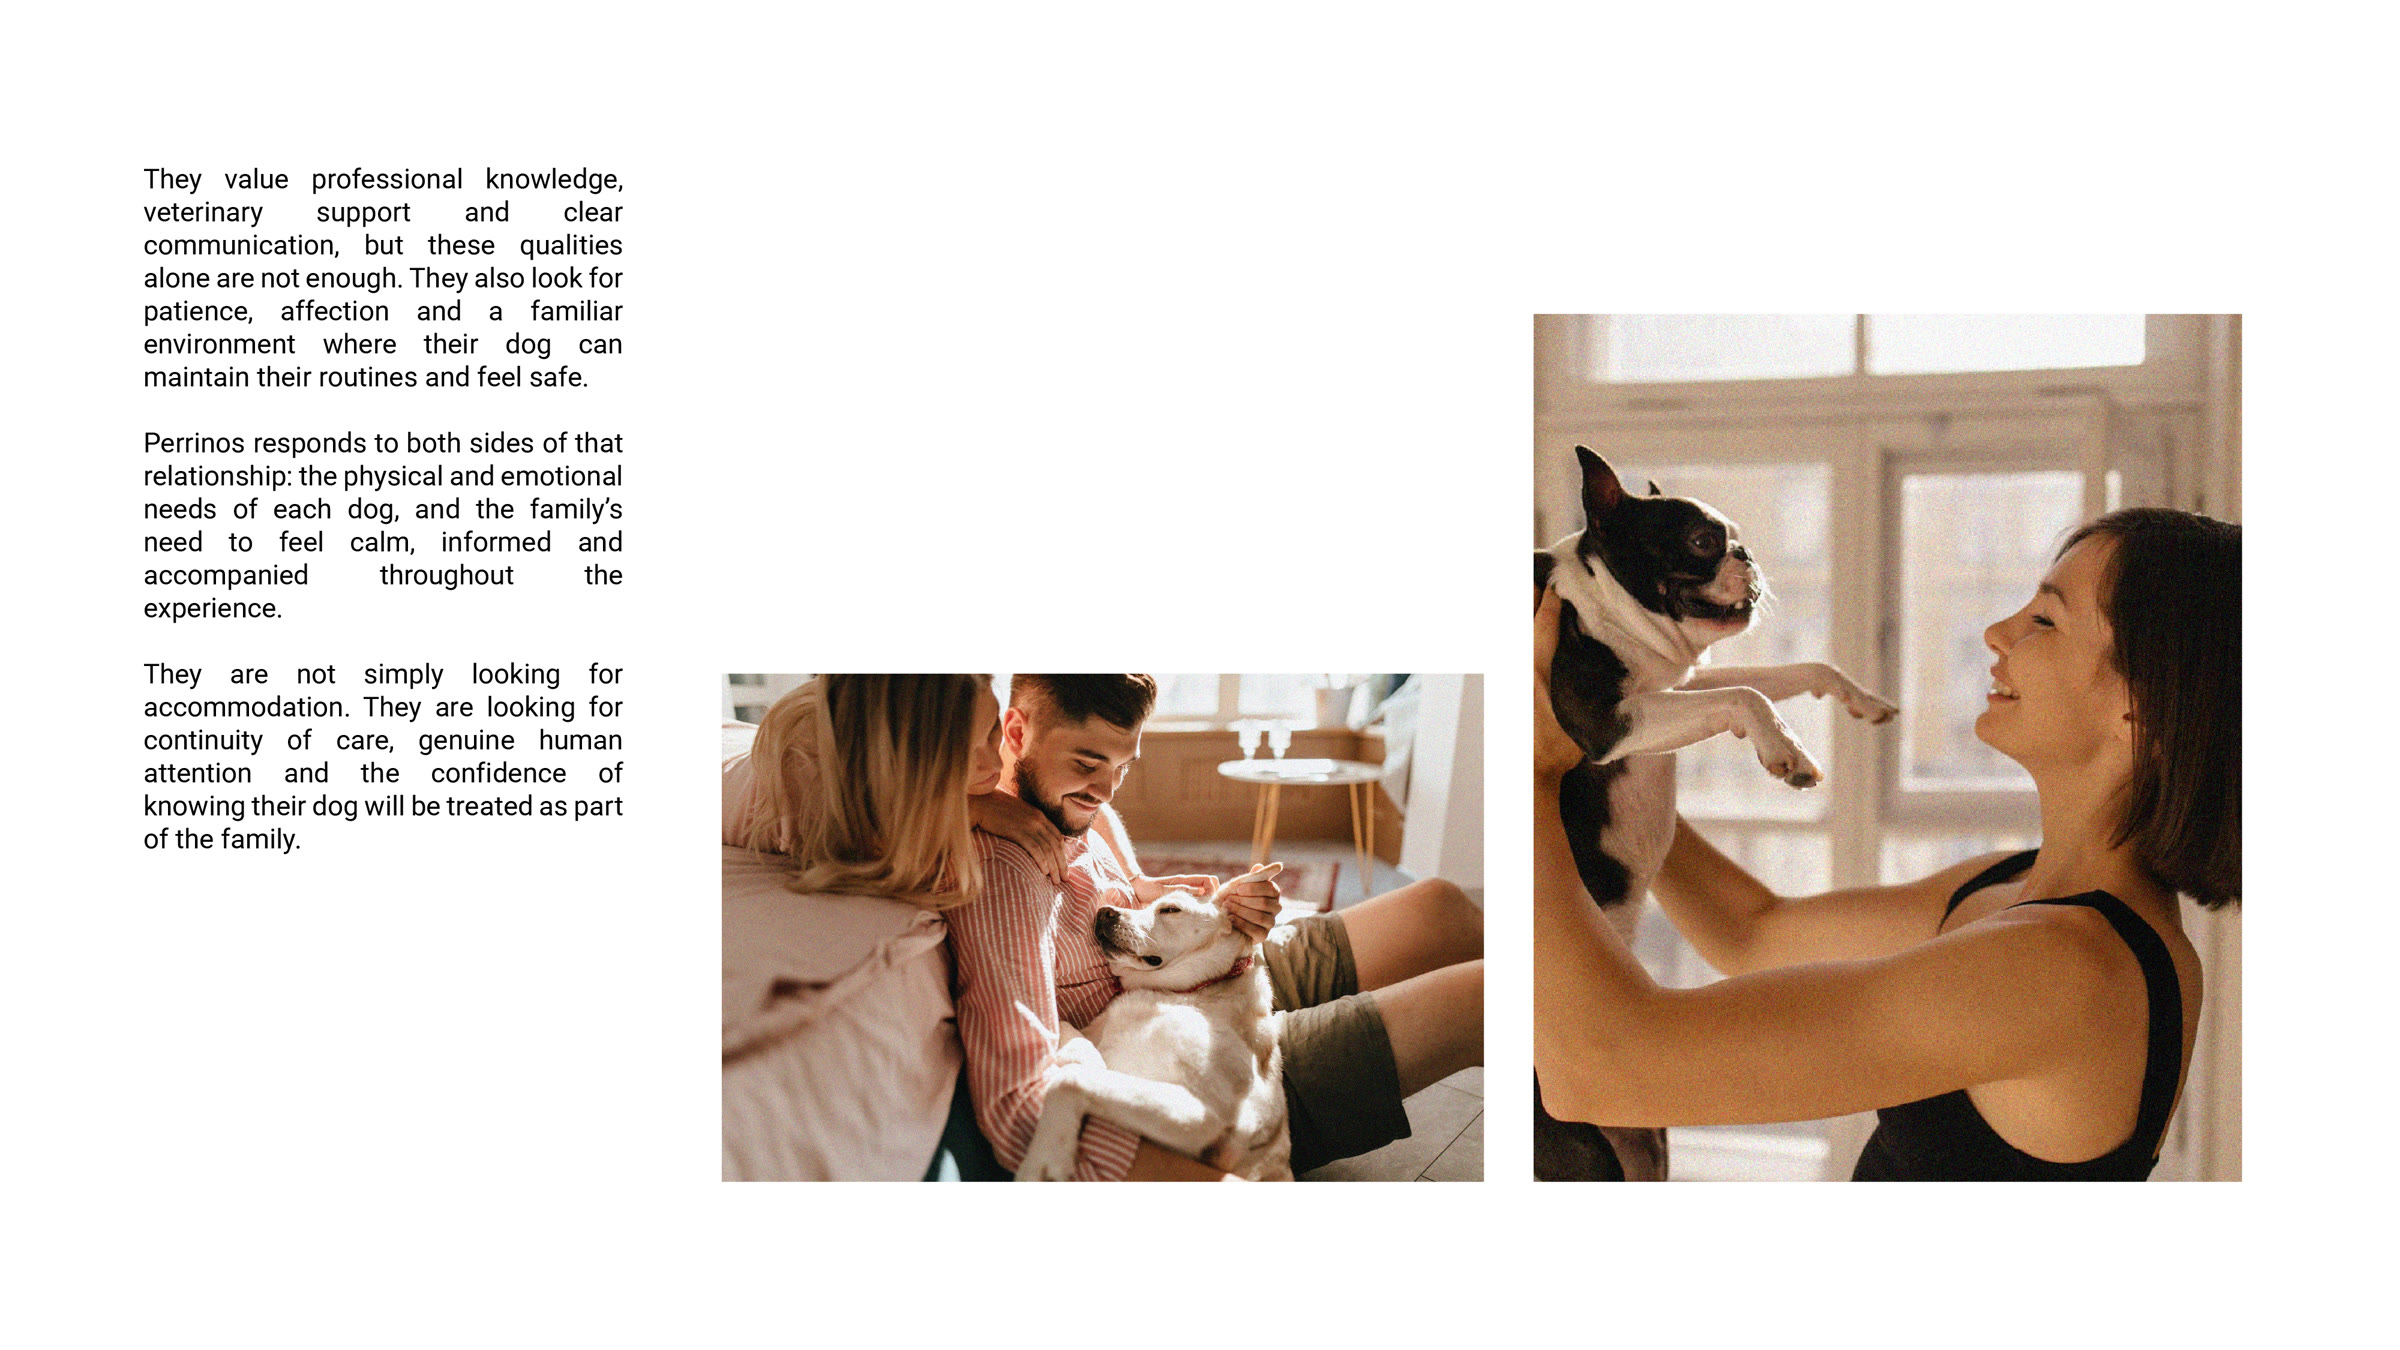 They value professional knowledge,
veterinary support and clear
communication, but these qualities
alone are not enough. They also look for
patience, affection and a familiar
environment where their dog can
maintain their routines and feel safe.
Perrinos responds to both sides of that
relationship: the physical and emotional
needs of each dog, and the family’s
need to feel calm, informed and
accompanied throughout the
experience.
They are not simply looking for
accommodation. They are looking for
continuity of care, genuine human
attention and the confidence of
knowing their dog will be treated as part
of the family.